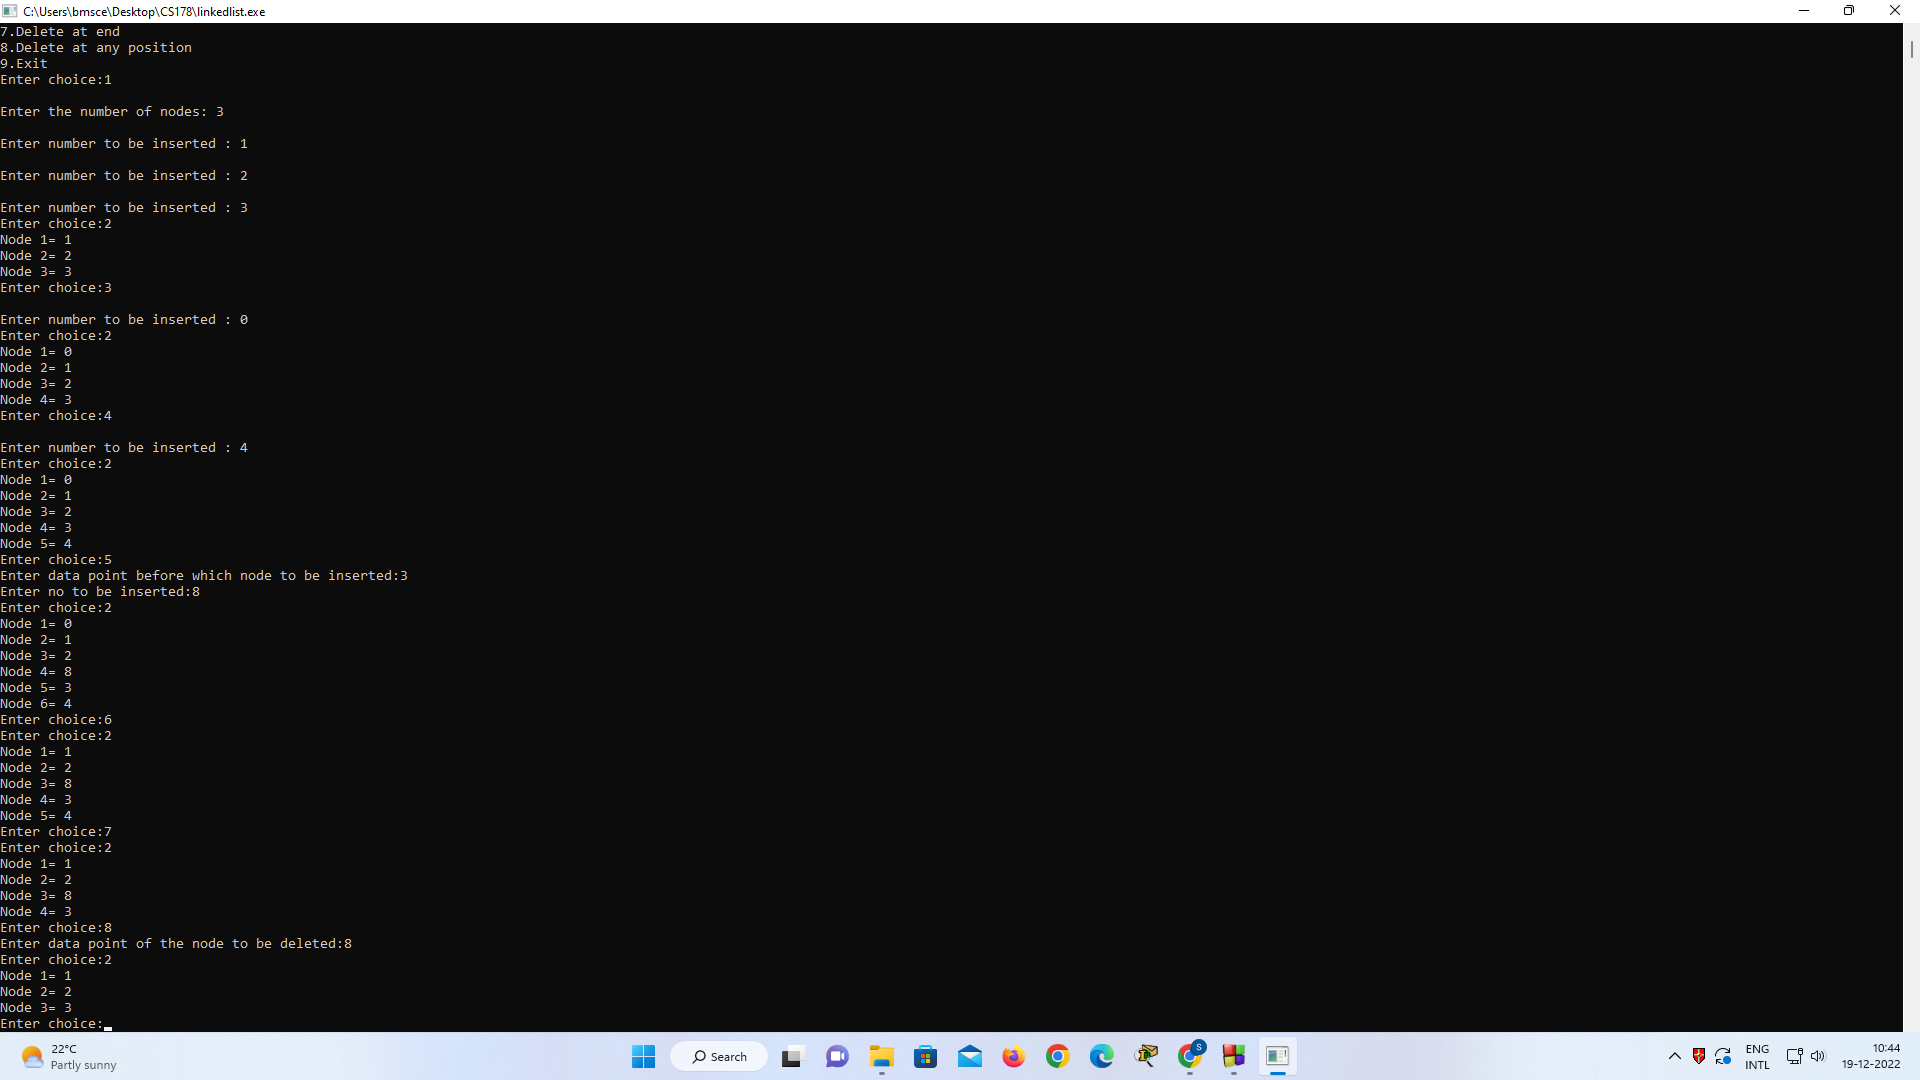 C:\Users\bmsce\Desktop\CS178\linkedlist.exe
7.Delete at end
8.Delete at any position
9.Exit
Enter choice:1
Enter the number of nodes: 3
Enter number to be inserted : 1
Enter number to be inserted : 2
Enter number to be inserted : 3
Enter choice:2
Node 1= 1
Node 2= 2
Node 3= 3
Enter choice:3
Enter number to be inserted : 0
Enter choice:2
Node 1= 0
Node 2= 1
Node 3= 2
Node 4= 3
Enter choice:4
Enter number to be inserted : 4
Enter choice:2
Node 1= 0
Node 2= 1
Node 3= 2
Node 4= 3
Node 5= 4
Enter choice:5
Enter data point before which node to be inserted:3
Enter no to be inserted:8
Enter choice:2
Node 1= 0
Node 2= 1
Node 3= 2
Node 4= 8
Node 5= 3
Node 6= 4
Enter choice:6
Enter choice:2
Node 1= 1
Node 2= 2
Node 3= 8
Node 4= 3
Node 5= 4
Enter choice:7
Enter choice:2
Node 1= 1
Node 2= 2
Node 3= 8
Node 4= 3
Enter choice:8
Enter data point of the node to be deleted:8
Enter choice:2
Node 1= 1
Node 2= 2
Node 3= 3
Enter choice:
22°C
Partly sunny
Search
S
ENG
INTL
10:44
19-12-2022